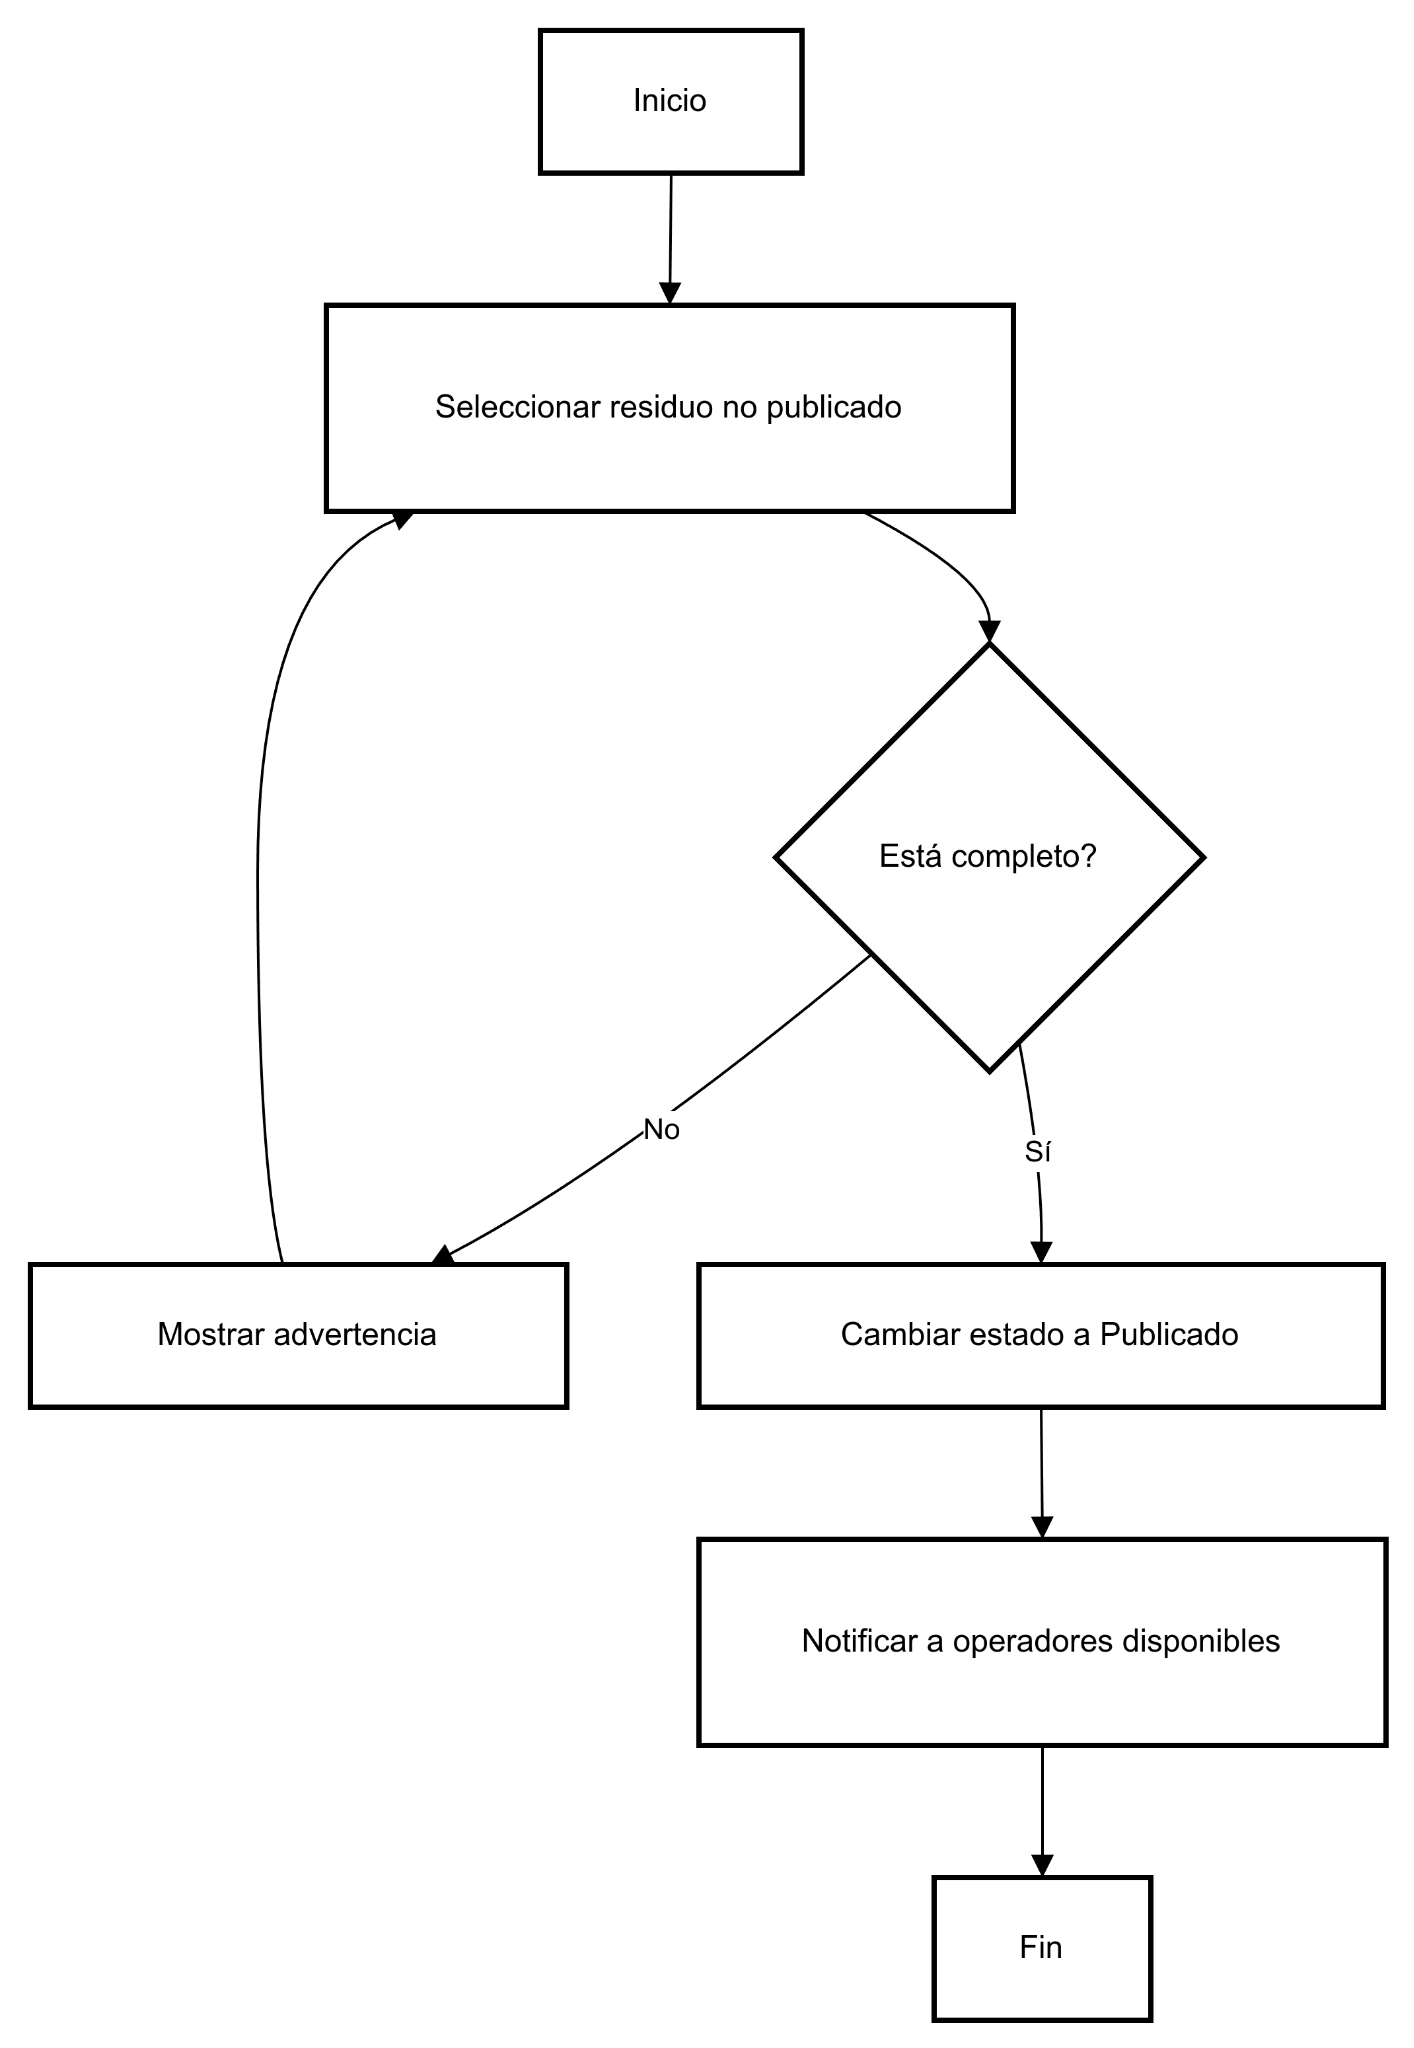 Inicio
Seleccionar residuo no publicado
Está completo?
No
Sí
Mostrar advertencia
Cambiar estado a Publicado
Notificar a operadores disponibles
Fin